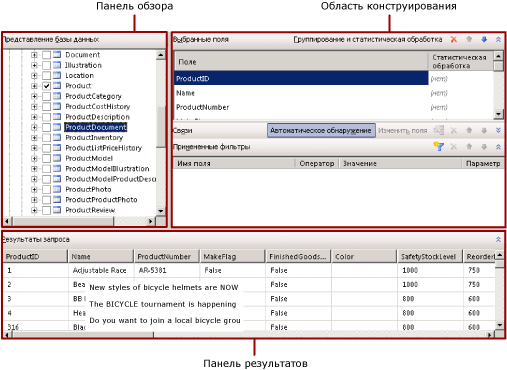 Панель обзора
Область конструирования
Представление базы данных
Document
Illustration
Location
Product
ProductCategory
ProductCostHistory
ProductDescription
ProductDocument
ProductInventory
ProductListPriceHistory
ProductModel
ProductModelIllustration
ProductModelProductDesc
ProductPhoto
ProductProductPhoto
ProductReview
Выбранные поля
Группирование и статистическая обработка
Поле
Статистическая обработка
ProductID
(нет)
Name
(нет)
ProductNumber
(нет)
Связи
Автоматическое обнаружение
Изменить поля
Примененные фильтры
Имя поля
Оператор
Значение
Параметр
Результаты запроса
ProductID Name ProductNumber MakeFlag FinishedGoods... Color SafetyStockLevel Reorder
1 Adjustable Race AR-5381 False False 1000 750
2 Bea False 1000 750
3 BB False 800 600
4 Hea False 800 600
316 Blac False 800 600
New styles of bicycle helmets are NOW
The BICYCLE tournament is happening
Do you want to join a local bicycle grou
Панель результатов